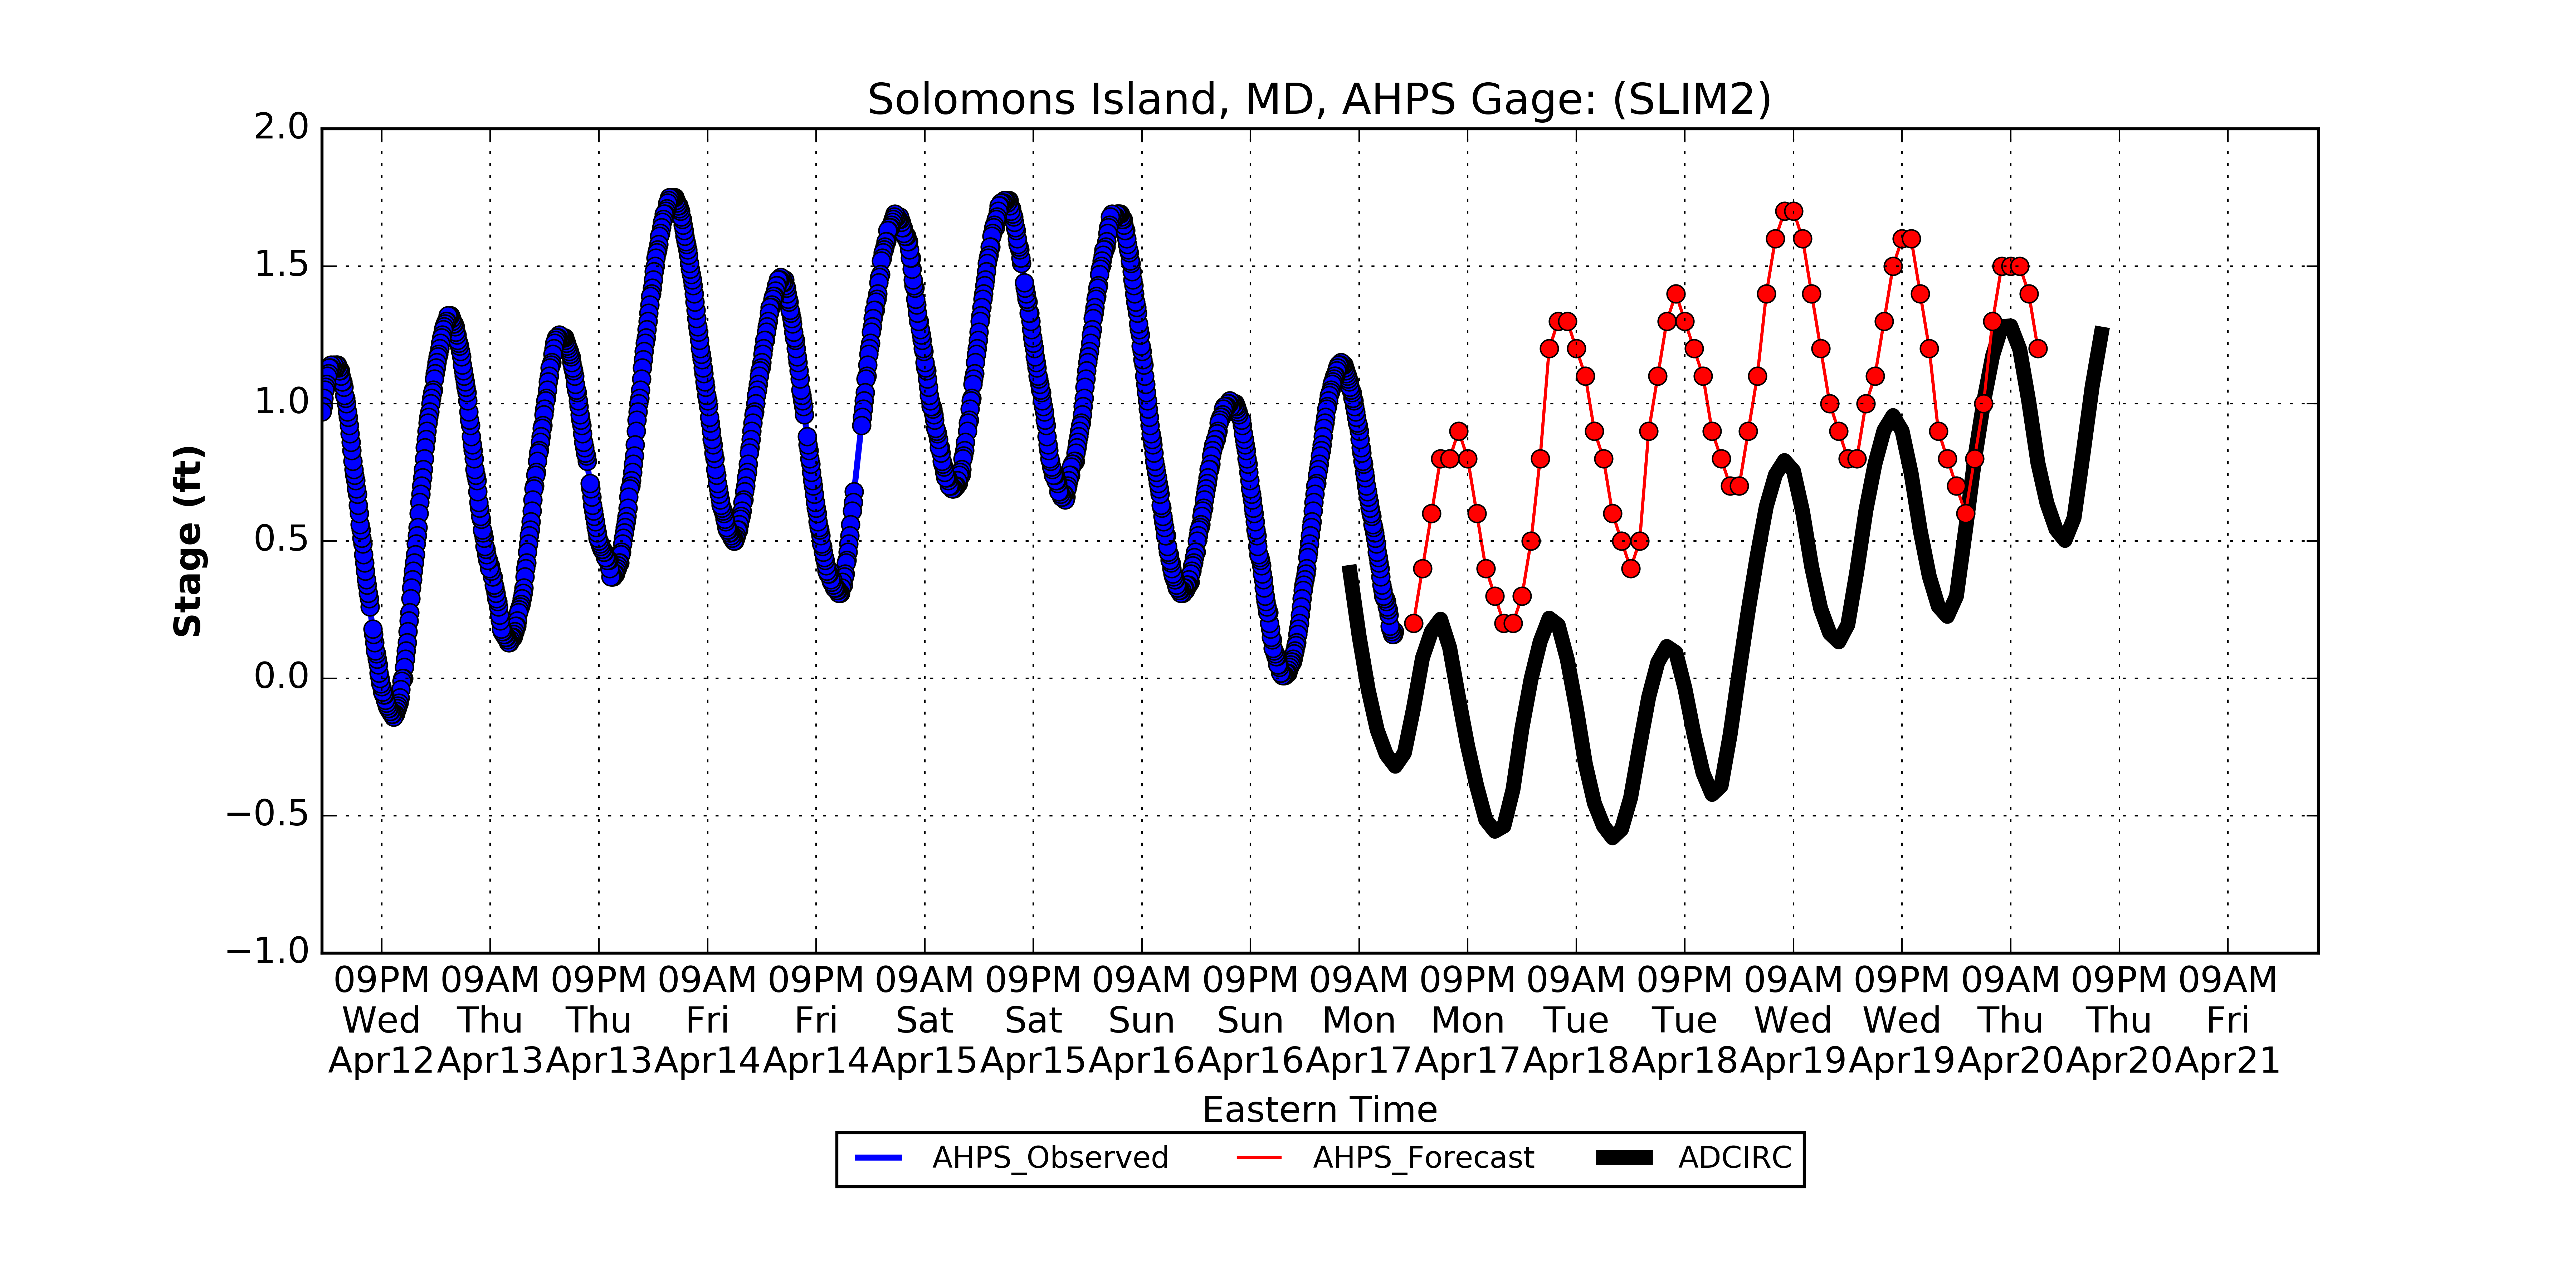 Solomons Island, MD, AHPS Gage: (SLIM2)
2.0
1.5
1.0
0.5
0.0
−0.5
−1.0
Stage (ft)
09PM 09AM 09PM 09AM 09PM 09AM 09PM 09AM 09PM 09AM 09PM 09AM 09PM 09AM 09PM 09AM 09PM 09AM
Wed Thu Thu Fri Fri Sat Sat Sun Sun Mon Mon Tue Tue Wed Wed Thu Thu Fri
Apr12 Apr13 Apr13 Apr14 Apr14 Apr15 Apr15 Apr16 Apr16 Apr17 Apr17 Apr18 Apr18 Apr19 Apr19 Apr20 Apr20 Apr21
Eastern Time
AHPS_Observed AHPS_Forecast ADCIRC